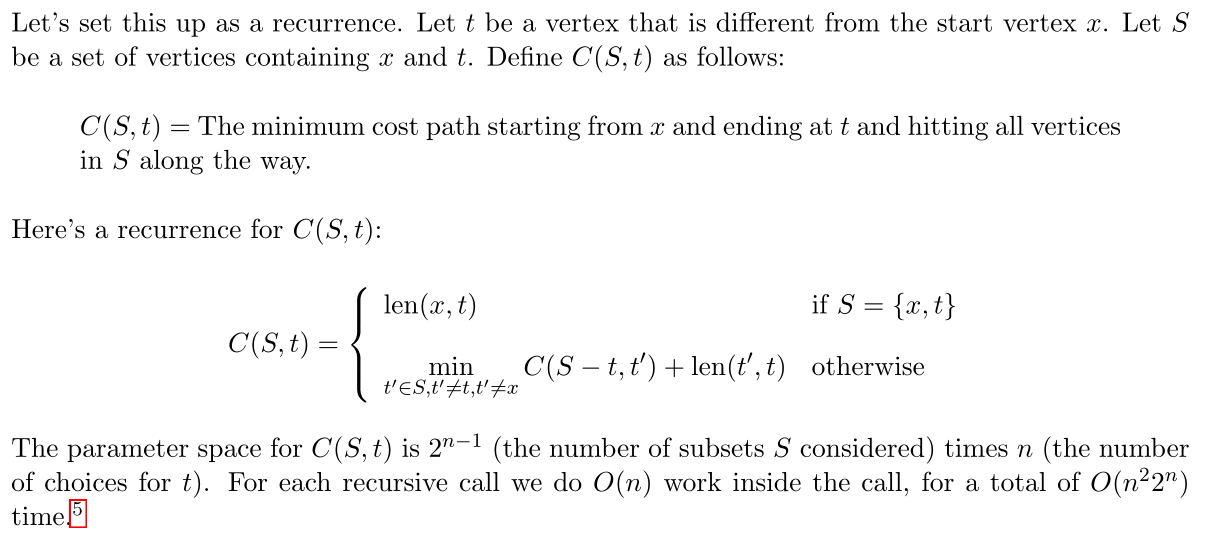 Let's set this up as a recurrence. Let t be a vertex that is different from the start vertex x. Let S
be a set of vertices containing x and t. Define C(S, t) as follows:
C(S, t) = The minimum cost path starting from x and ending at t and hitting all vertices
in S along the way.
Here's a recurrence for C(S, t):
C(S, t) = { len(x, t) if S = {x, t}
min_{t′∈S,t′≠t,t′≠x} C(S − t, t′) + len(t′, t) otherwise
The parameter space for C(S, t) is 2^{n−1} (the number of subsets S considered) times n (the number
of choices for t). For each recursive call we do O(n) work inside the call, for a total of O(n²2ⁿ)
time.⁵